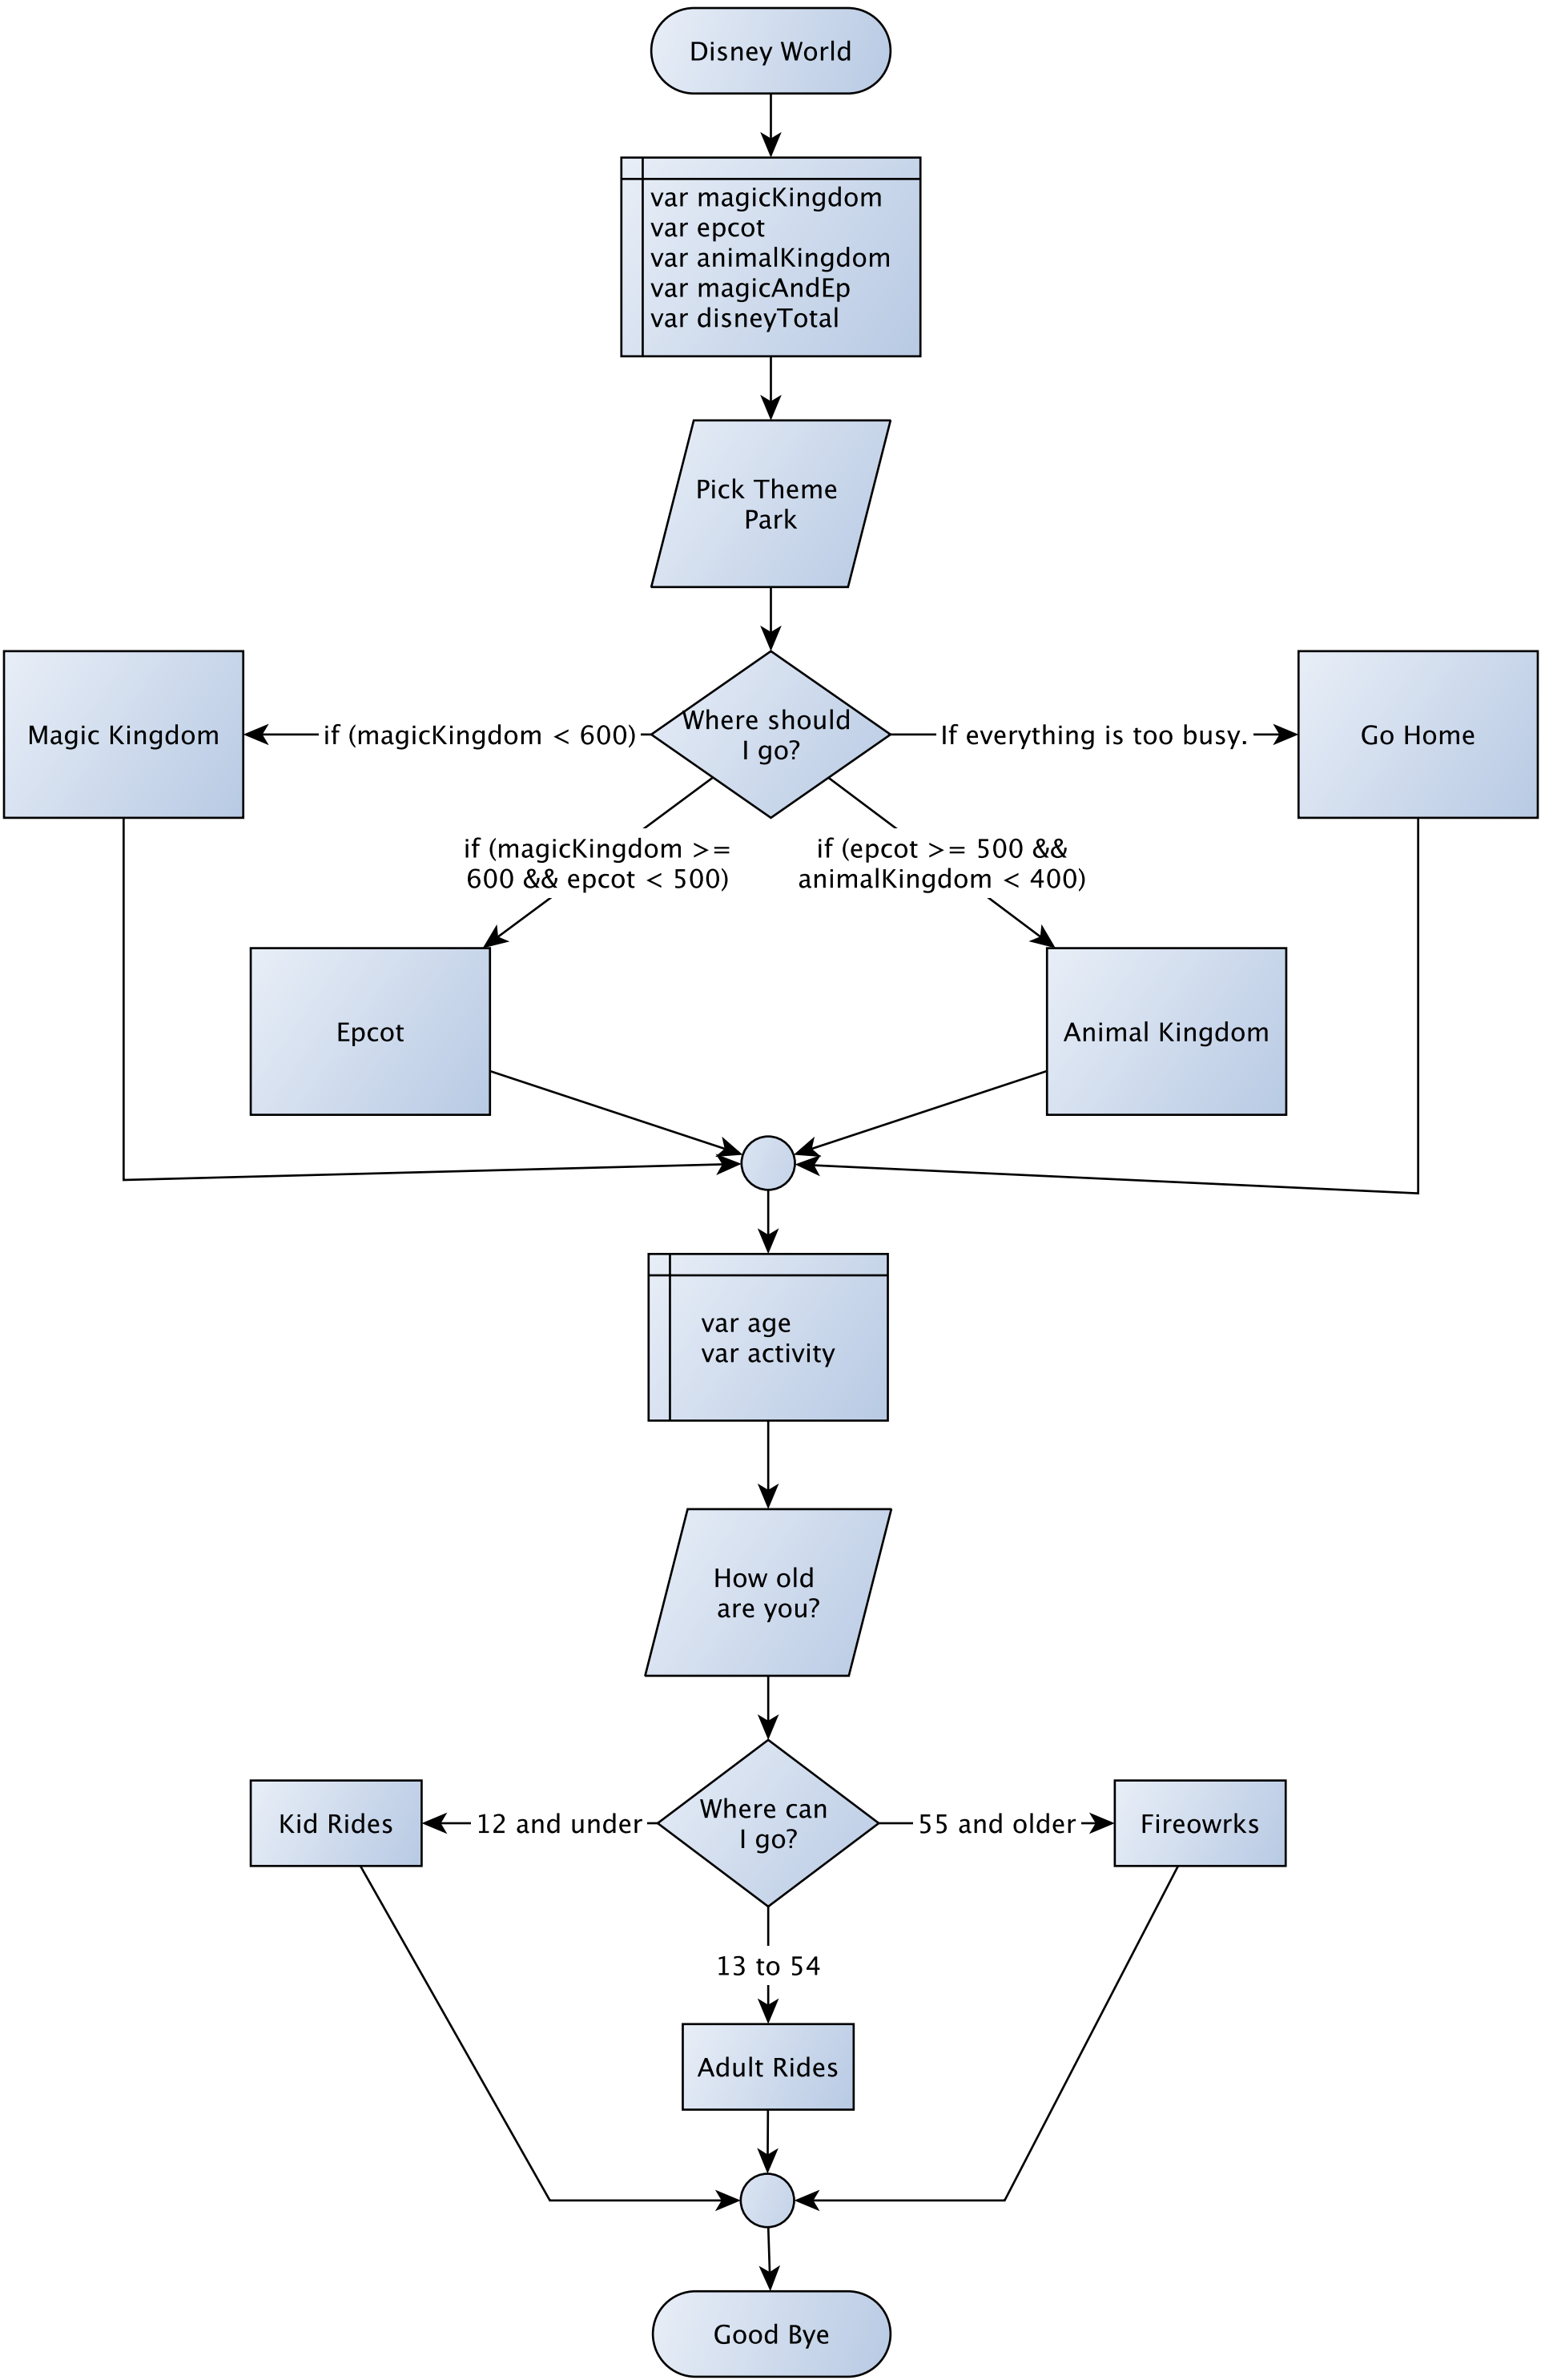 Disney World
var magicKingdom
var epcot
var animalKingdom
var magicAndEp
var disneyTotal
Pick Theme
Park
Where should
I go?
Magic Kingdom
if (magicKingdom < 600)
If everything is too busy.
Go Home
if (magicKingdom >=
600 && epcot < 500)
if (epcot >= 500 &&
animalKingdom < 400)
Epcot
Animal Kingdom
var age
var activity
How old
are you?
Where can
I go?
Kid Rides
12 and under
55 and older
Fireowrks
13 to 54
Adult Rides
Good Bye